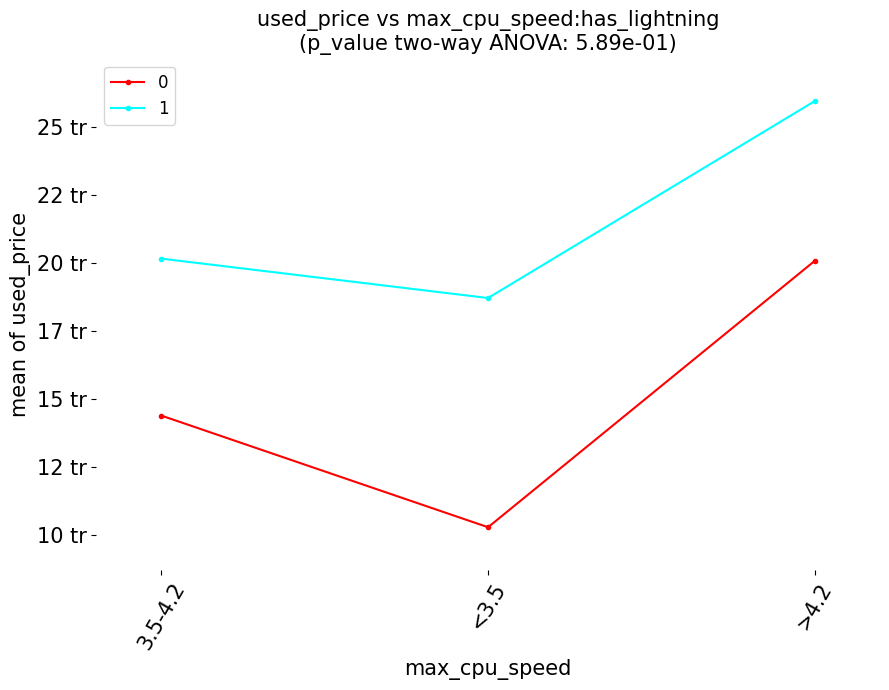 used_price vs max_cpu_speed:has_lightning
(p_value two-way ANOVA: 5.89e-01)
0
1
25 tr
22 tr
20 tr
17 tr
15 tr
12 tr
10 tr
mean of used_price
3.5-4.2
<3.5
>4.2
max_cpu_speed